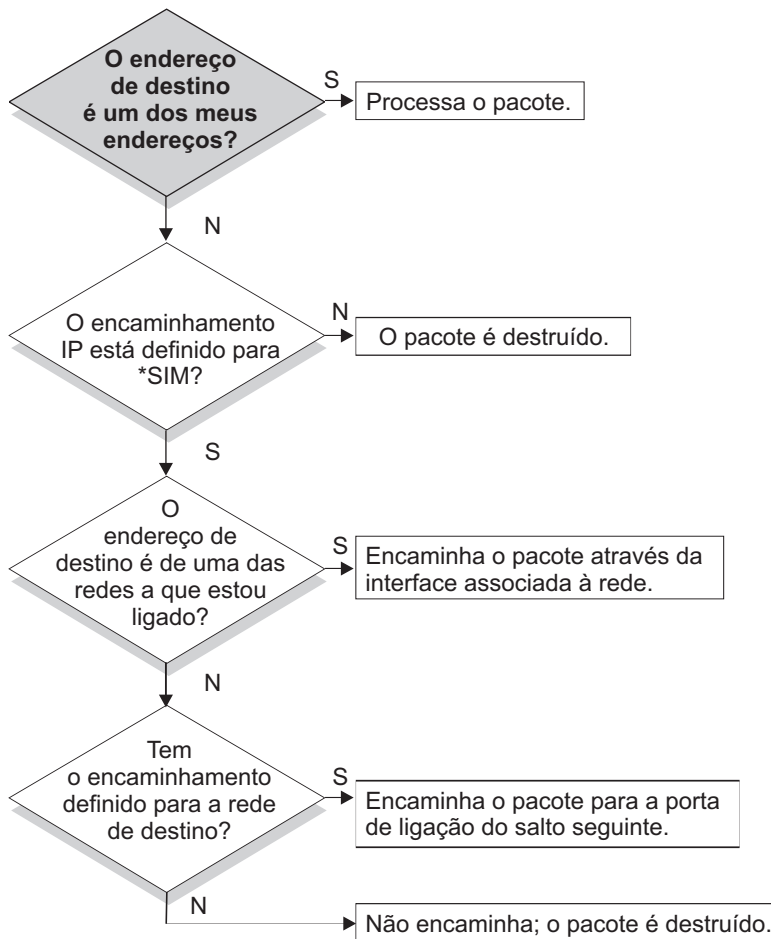 O endereço
de destino
é um dos meus
endereços?
S
Processa o pacote.
N
O encaminhamento
IP está definido para
*SIM?
N
O pacote é destruído.
S
O
endereço de
destino é de uma das
redes a que estou
ligado?
S
Encaminha o pacote através da
interface associada à rede.
N
Tem
o encaminhamento
definido para a rede
de destino?
S
Encaminha o pacote para a porta
de ligação do salto seguinte.
N
Não encaminha; o pacote é destruído.